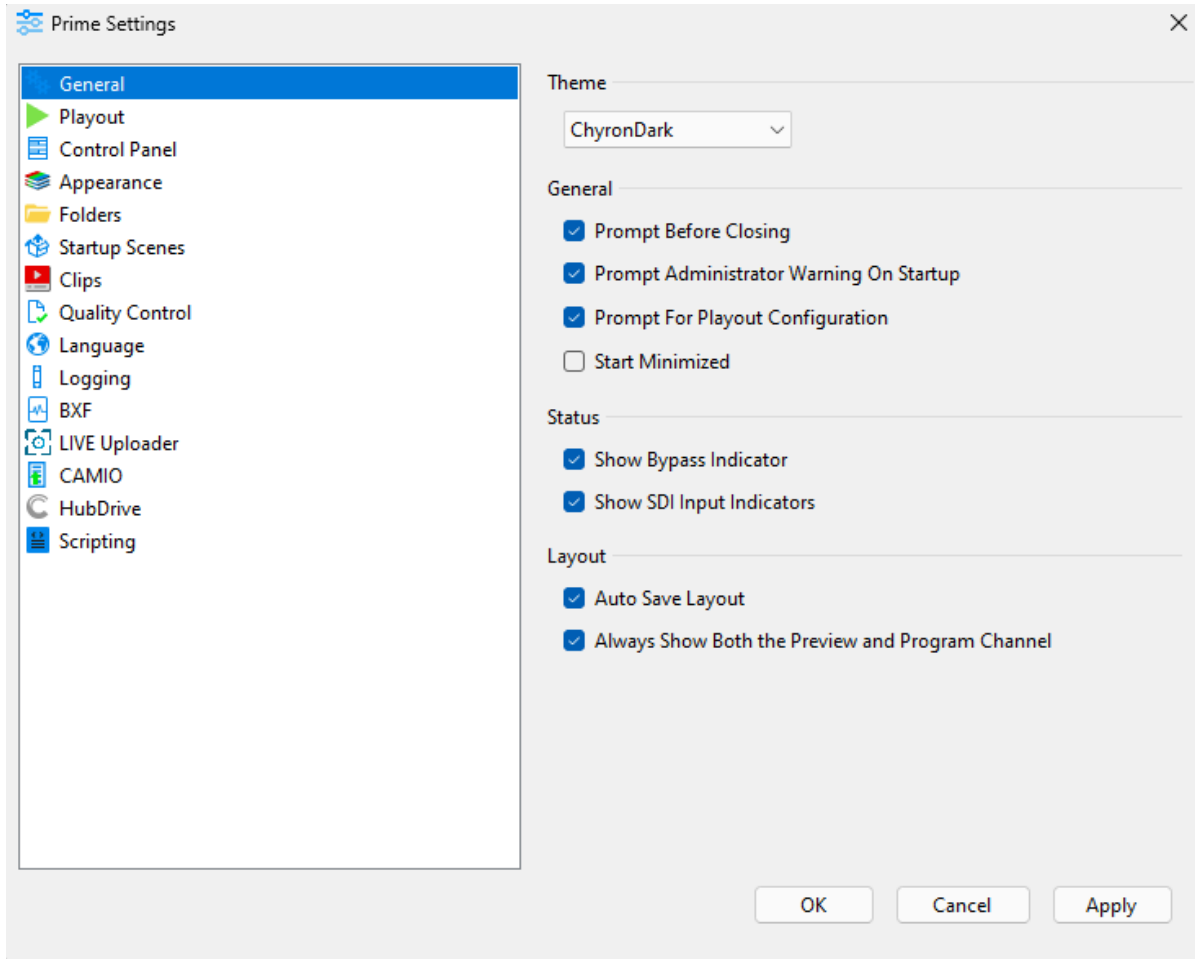 Prime Settings
General
Playout
Control Panel
Appearance
Folders
Startup Scenes
Clips
Quality Control
Language
Logging
BXF
LIVE Uploader
CAMIO
HubDrive
Scripting
Theme
ChyronDark
General
Prompt Before Closing
Prompt Administrator Warning On Startup
Prompt For Playout Configuration
Start Minimized
Status
Show Bypass Indicator
Show SDI Input Indicators
Layout
Auto Save Layout
Always Show Both the Preview and Program Channel
OK Cancel Apply